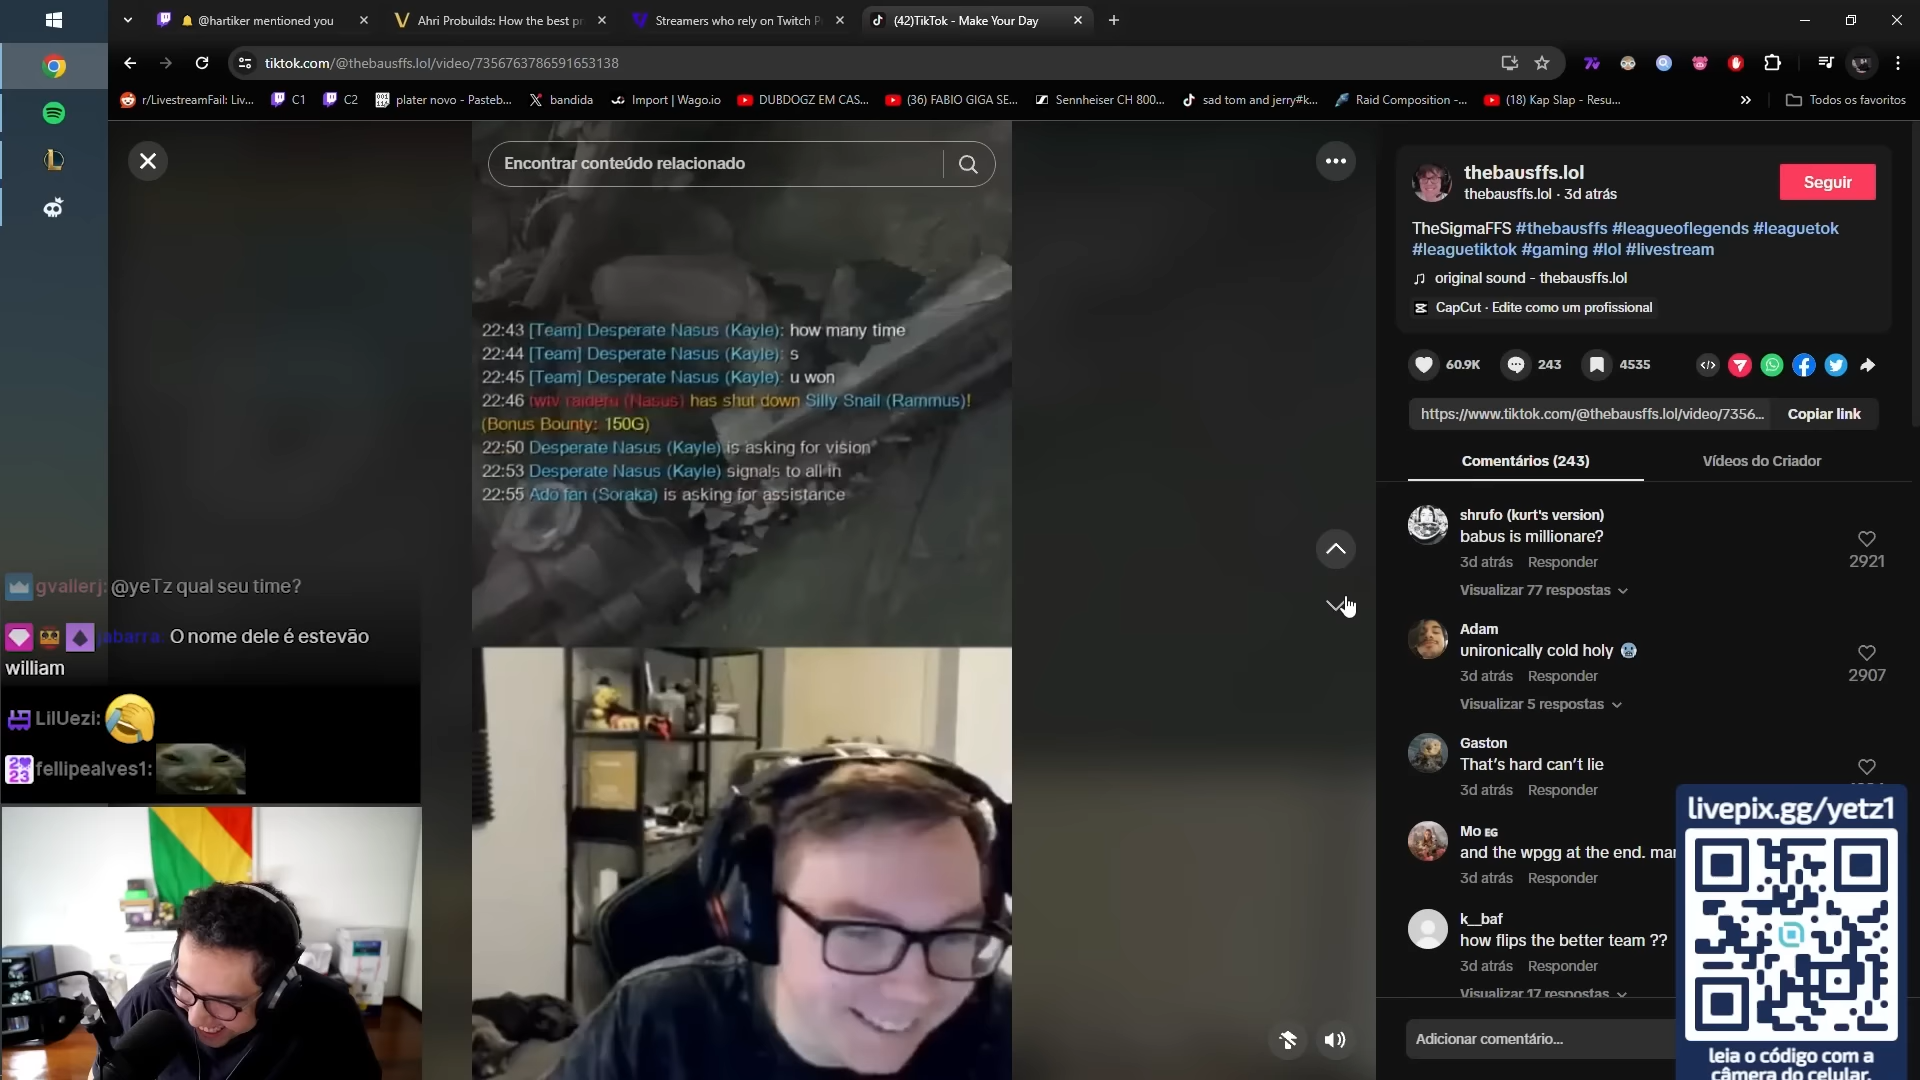 @hartiker mentioned you
Ahri Probuilds: How the best pr
Streamers who rely on Twitch P
(42)TikTok - Make Your Day
tiktok.com/@thebausffs.lol/video/7356763786591653138
r/LivestreamFail: Liv...
C1
C2
plater novo - Pasteb...
bandida
Import | Wago.io
DUBDOGZ EM CAS...
(36) FABIO GIGA SE...
Sennheiser CH 800...
sad tom and jerry#k...
Raid Composition -...
(18) Kap Slap - Resu...
Todos os favoritos
Encontrar conteúdo relacionado
22:43 [Team] Desperate Nasus (Kayle): how many time
22:44 [Team] Desperate Nasus (Kayle): s
22:45 [Team] Desperate Nasus (Kayle): u won
22:46 twtv raideru (Nasus) has shut down Silly Snail (Rammus)!
(Bonus Bounty: 150G)
22:50 Desperate Nasus (Kayle) is asking for vision
22:53 Desperate Nasus (Kayle) signals to all in
22:55 Ado fan (Soraka) is asking for assistance
gvallerj: @yeTz qual seu time?
jabarra: O nome dele é estevão
william
LilUezi:
2023 fellipealves1:
thebausffs.lol
thebausffs.lol · 3d atrás
Seguir
TheSigmaFFS #thebausffs #leagueoflegends #leaguetok
#leaguetiktok #gaming #lol #livestream
original sound - thebausffs.lol
CapCut · Edite como um profissional
60.9K
243
4535
https://www.tiktok.com/@thebausffs.lol/video/7356...
Copiar link
Comentários (243)
Vídeos do Criador
shrufo (kurt's version)
babus is millionare?
3d atrás Responder
2921
Visualizar 77 respostas
Adam
unironically cold holy
3d atrás Responder
2907
Visualizar 5 respostas
Gaston
That's hard can't lie
3d atrás Responder
Mo EG
and the wpgg at the end. mar
3d atrás Responder
k__baf
how flips the better team ??
3d atrás Responder
Visualizar 17 respostas
Adicionar comentário...
livepix.gg/yetz1
leia o código com a
câmera do celular.